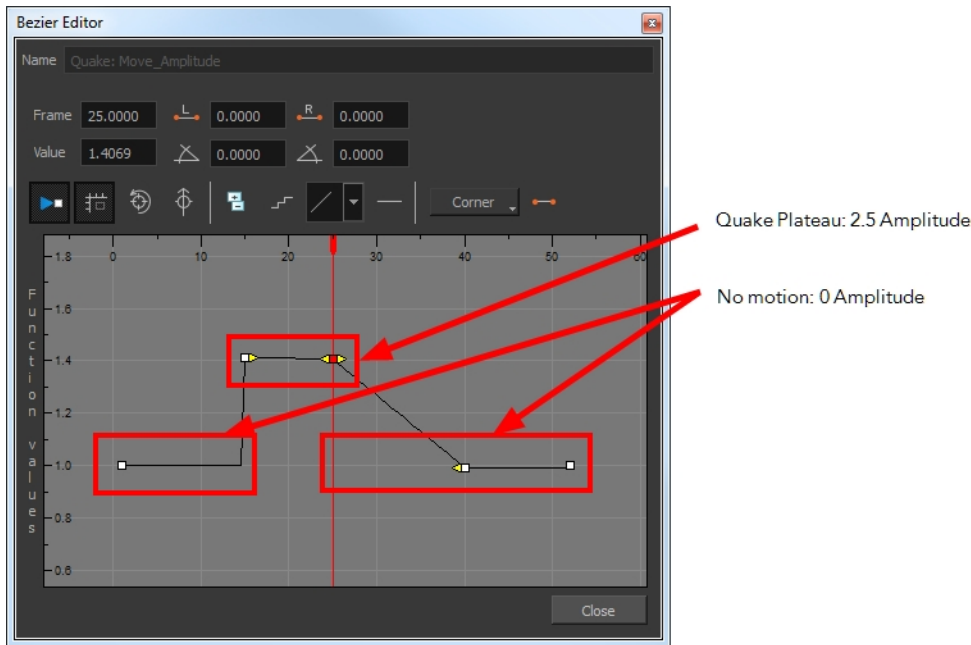 Bezier Editor
Name Quake: Move_Amplitude
Frame 25.0000 L 0.0000 R 0.0000
Value 1.4069 0.0000 0.0000
Corner
Quake Plateau: 2.5 Amplitude
No motion: 0 Amplitude
Function values
1.8 0 10 20 30 40 50 60
1.6
1.4
1.2
1.0
0.8
0.6
Close